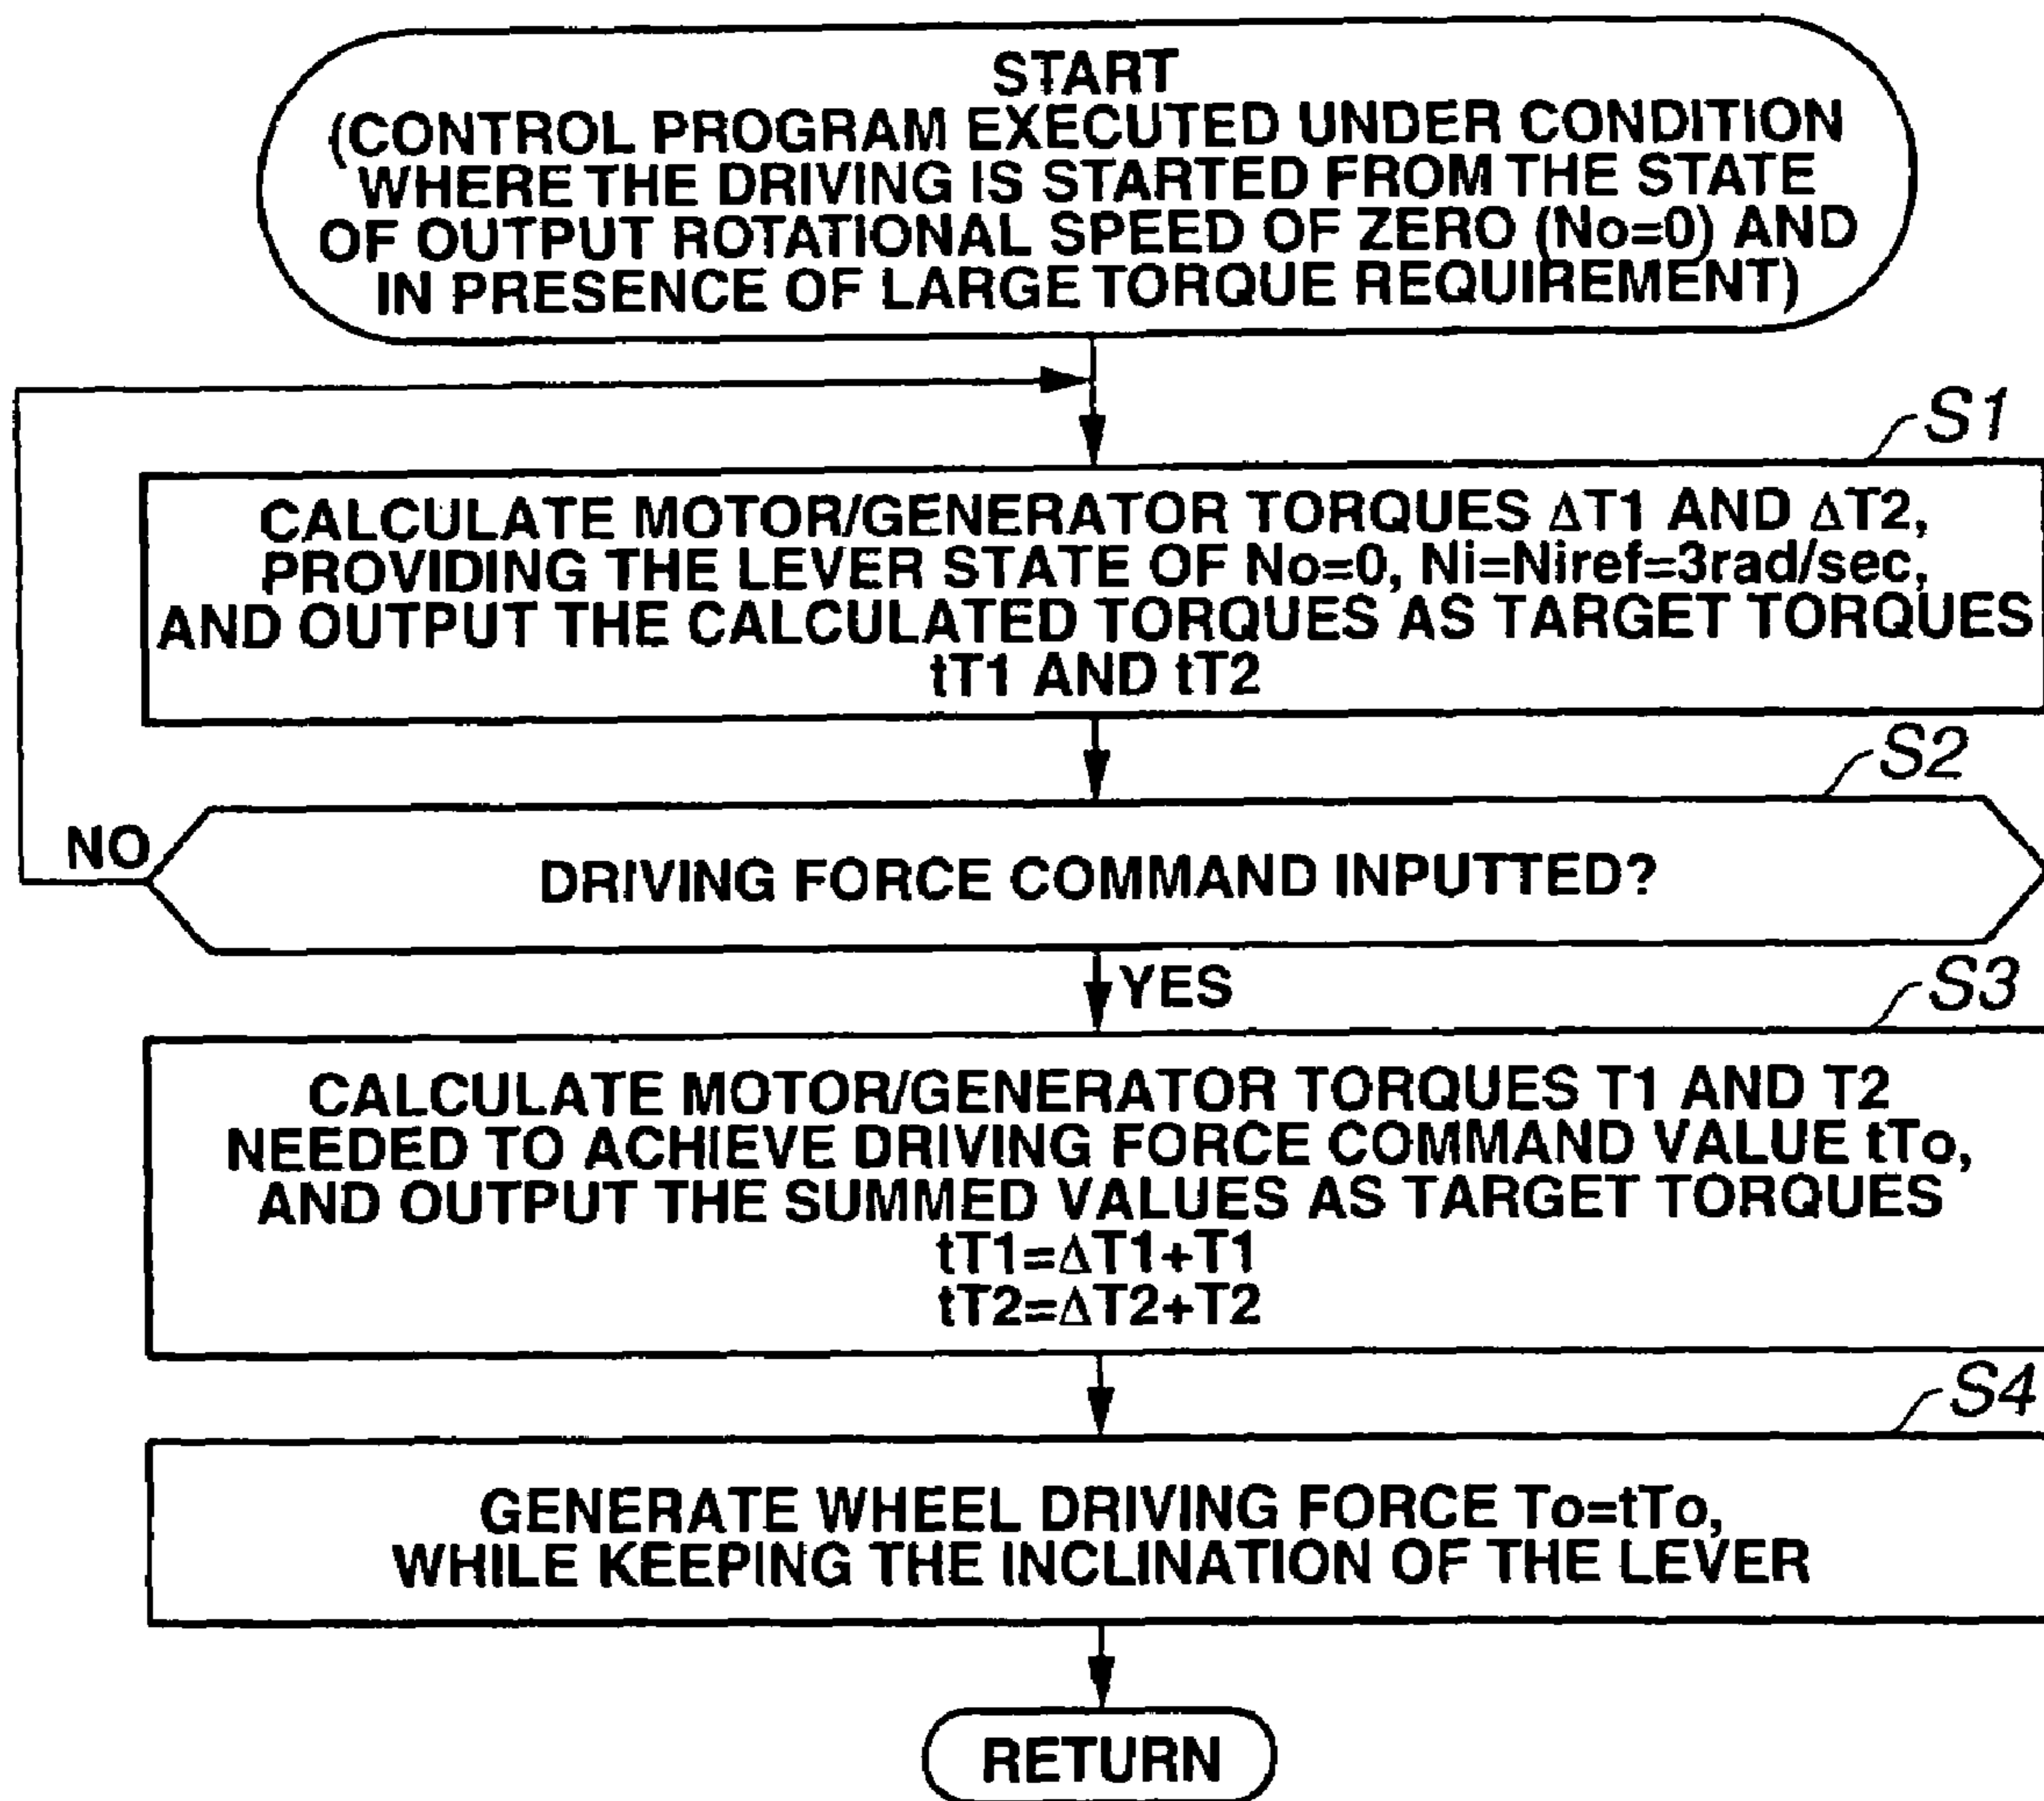 START
(CONTROL PROGRAM EXECUTED UNDER CONDITION
WHERE THE DRIVING IS STARTED FROM THE STATE
OF OUTPUT ROTATIONAL SPEED OF ZERO (No=0) AND
IN PRESENCE OF LARGE TORQUE REQUIREMENT)
S1
CALCULATE MOTOR/GENERATOR TORQUES ΔT1 AND ΔT2,
PROVIDING THE LEVER STATE OF No=0, Ni=Niref=3rad/sec,
AND OUTPUT THE CALCULATED TORQUES AS TARGET TORQUES
tT1 AND tT2
S2
NO
DRIVING FORCE COMMAND INPUTTED?
YES
S3
CALCULATE MOTOR/GENERATOR TORQUES T1 AND T2
NEEDED TO ACHIEVE DRIVING FORCE COMMAND VALUE tTo,
AND OUTPUT THE SUMMED VALUES AS TARGET TORQUES
tT1=ΔT1+T1
tT2=ΔT2+T2
S4
GENERATE WHEEL DRIVING FORCE To=tTo,
WHILE KEEPING THE INCLINATION OF THE LEVER
RETURN